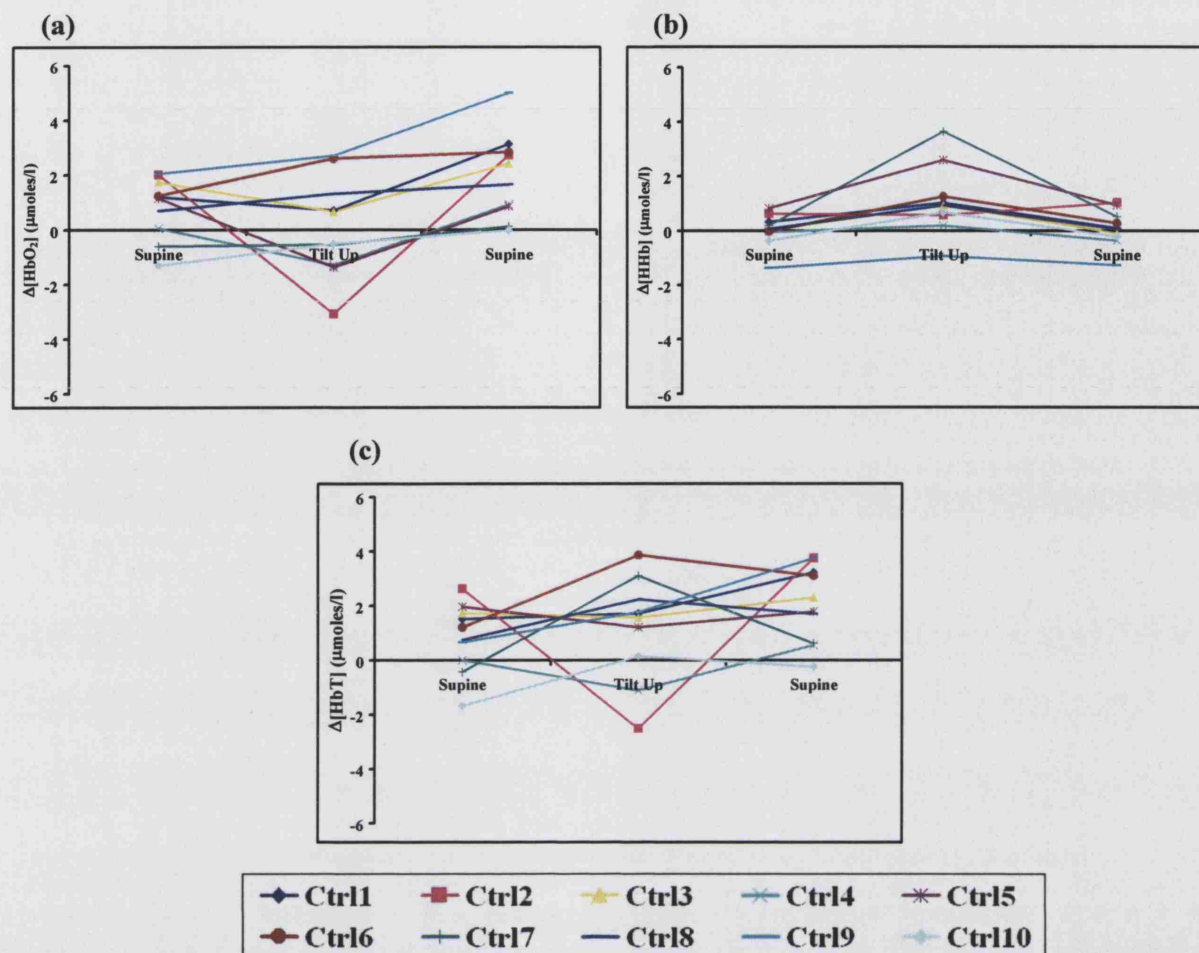 (a)
6
4
2
0
-2
-4
-6
Δ[HbO₂] (μmoles/l)
Supine
Tilt Up
Supine
(b)
6
4
2
0
-2
-4
-6
Δ[HHb] (μmoles/l)
Supine
Tilt Up
Supine
(c)
6
4
2
0
-2
-4
-6
Δ[HbT] (μmoles/l)
Supine
Tilt Up
Supine
Ctrl1 Ctrl2 Ctrl3 Ctrl4 Ctrl5
Ctrl6 Ctrl7 Ctrl8 Ctrl9 Ctrl10